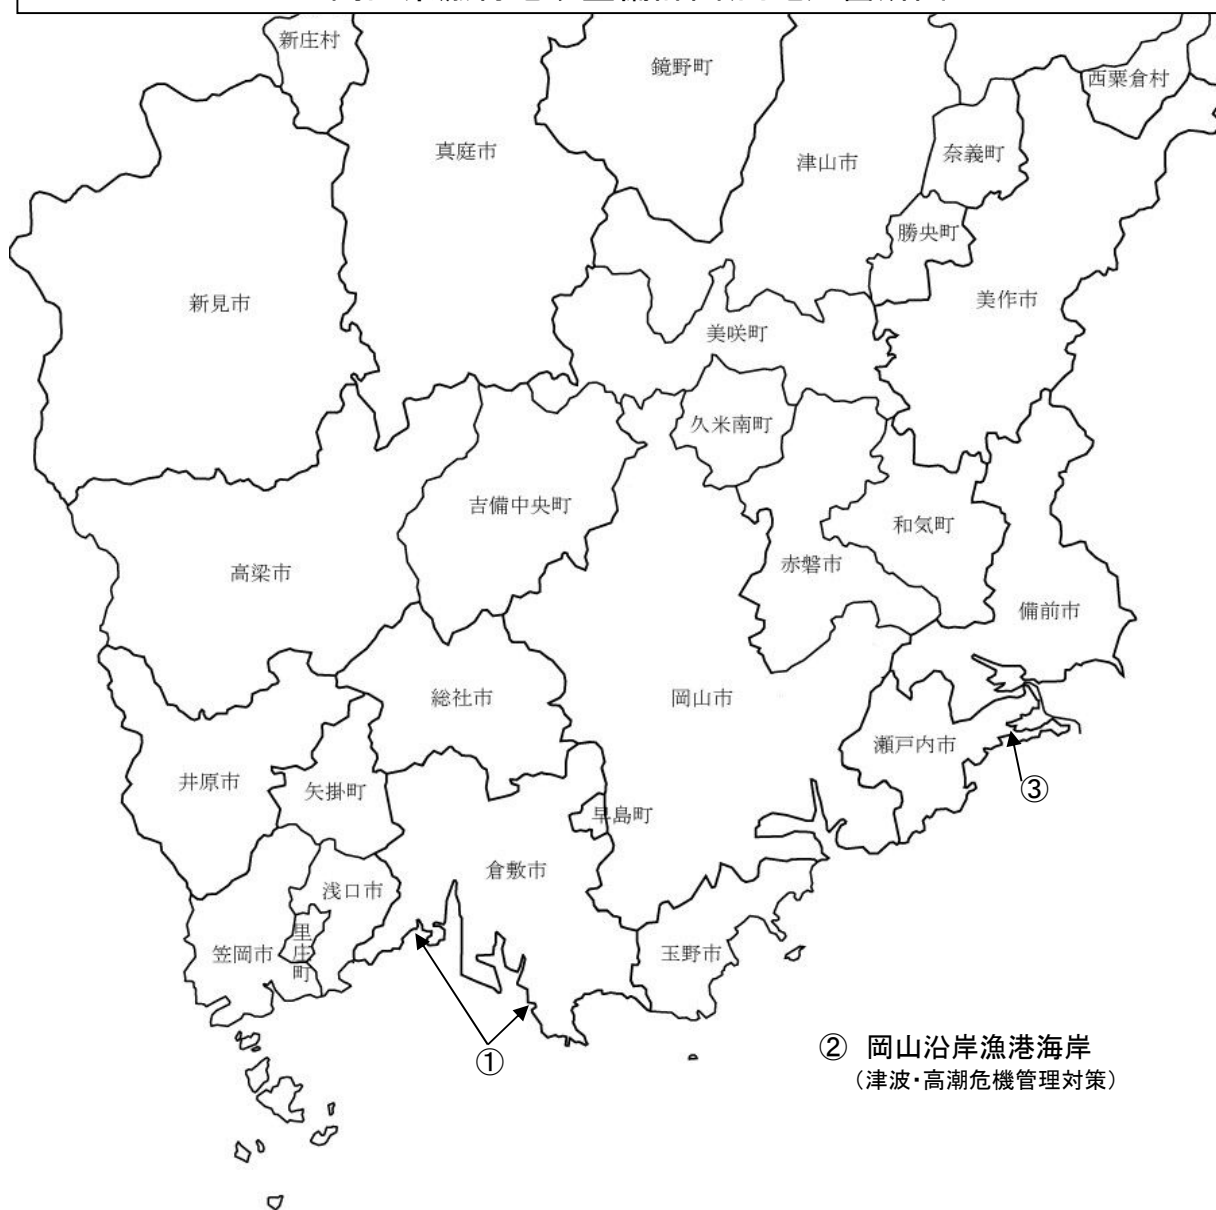 新庄村
鏡野町
西粟倉村
真庭市
津山市
奈義町
勝央町
新見市
美作市
美咲町
久米南町
吉備中央町
和気町
高梁市
赤磐市
備前市
総社市
岡山市
瀬戸内市
井原市
矢掛町
③
早島町
倉敷市
浅口市
里庄町
笠岡市
玉野市
①
② 岡山沿岸漁港海岸
（津波・高潮危機管理対策）